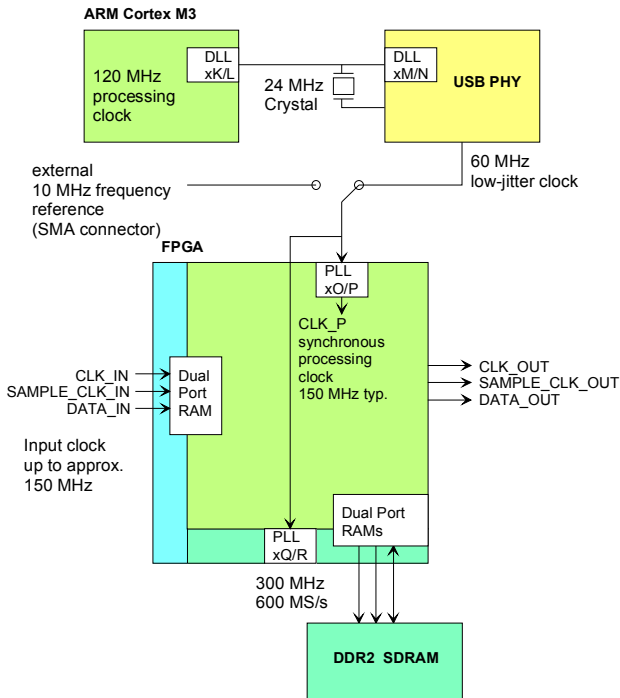 ARM Cortex M3
DLL
xK/L
120 MHz
processing
clock
24 MHz
Crystal
DLL
xM/N
USB PHY
60 MHz
low-jitter clock
external
10 MHz frequency
reference
(SMA connector)
FPGA
PLL
xO/P
CLK_P
synchronous
processing
clock
150 MHz typ.
CLK_IN
SAMPLE_CLK_IN
DATA_IN
Dual
Port
RAM
CLK_OUT
SAMPLE_CLK_OUT
DATA_OUT
Input clock
up to approx.
150 MHz
Dual Port
RAMs
PLL
xQ/R
300 MHz
600 MS/s
DDR2 SDRAM